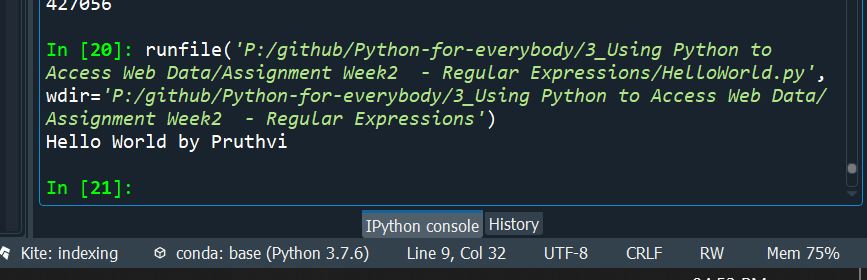 427056
In [20]: runfile('P:/github/Python-for-everybody/3_Using Python to
Access Web Data/Assignment Week2  - Regular Expressions/HelloWorld.py',
wdir='P:/github/Python-for-everybody/3_Using Python to Access Web Data/
Assignment Week2  - Regular Expressions')
Hello World by Pruthvi
In [21]:
IPython console History
Kite: indexing conda: base (Python 3.7.6) Line 9, Col 32 UTF-8 CRLF RW Mem 75%